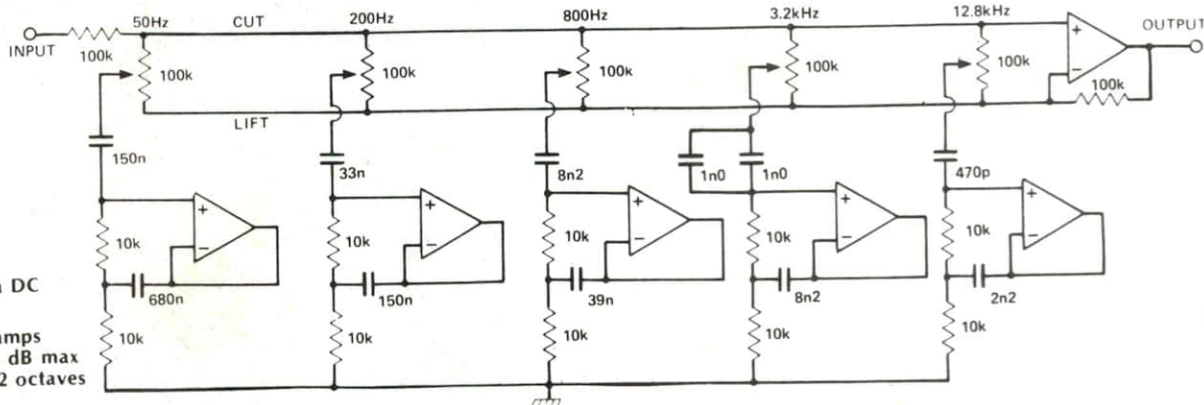 50Hz CUT 200Hz 800Hz 3.2kHz 12.8kHz OUTPUT
INPUT 100k 100k 100k 100k 100k 100k 100k
LIFT
150n 33n 8n2 1n0 1n0 470p
+ + + + + +
− − − − − −
10k 10k 10k 10k 10k
DC
680n 150n 39n 8n2 2n2
10k 10k 10k 10k 10k
dB max
2 octaves